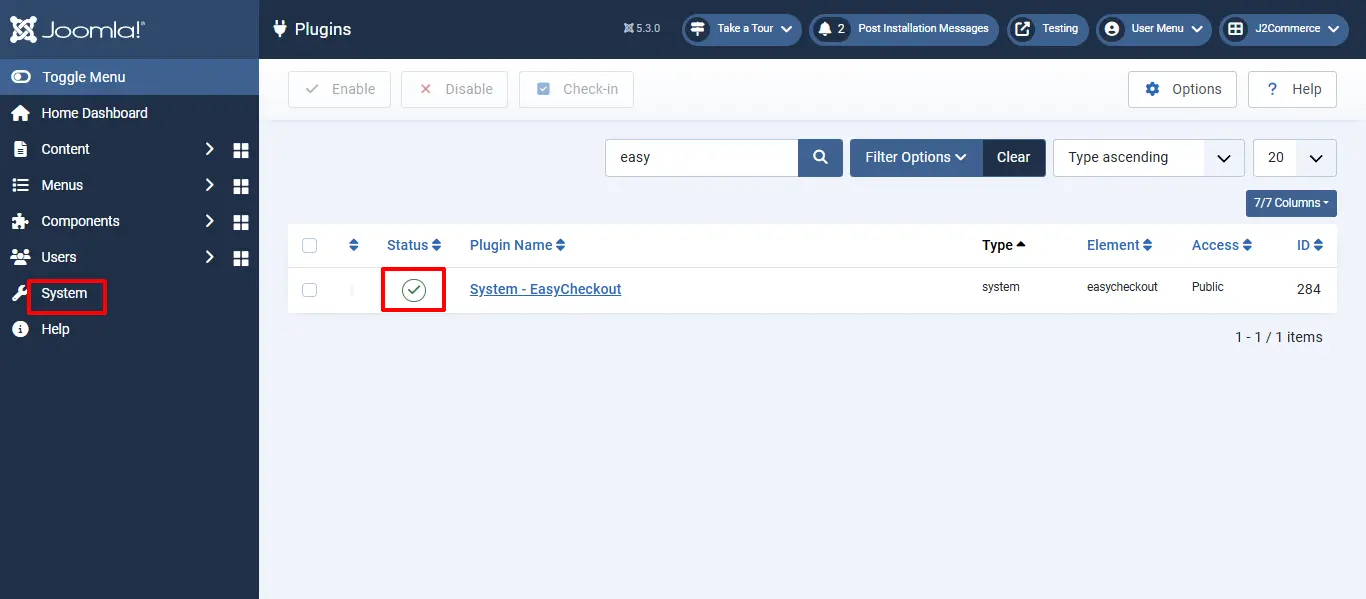 Joomla!
Plugins
5.3.0
Take a Tour
2
Post Installation Messages
Testing
User Menu
J2Commerce
Toggle Menu
Home Dashboard
Content
Menus
Components
Users
System
Help
Enable
Disable
Check-in
Options
? Help
easy
Filter Options
Clear
Type ascending
20
7/7 Columns
Status
Plugin Name
Type
Element
Access
ID
System - EasyCheckout
system
easycheckout
Public
284
1 - 1 / 1 items